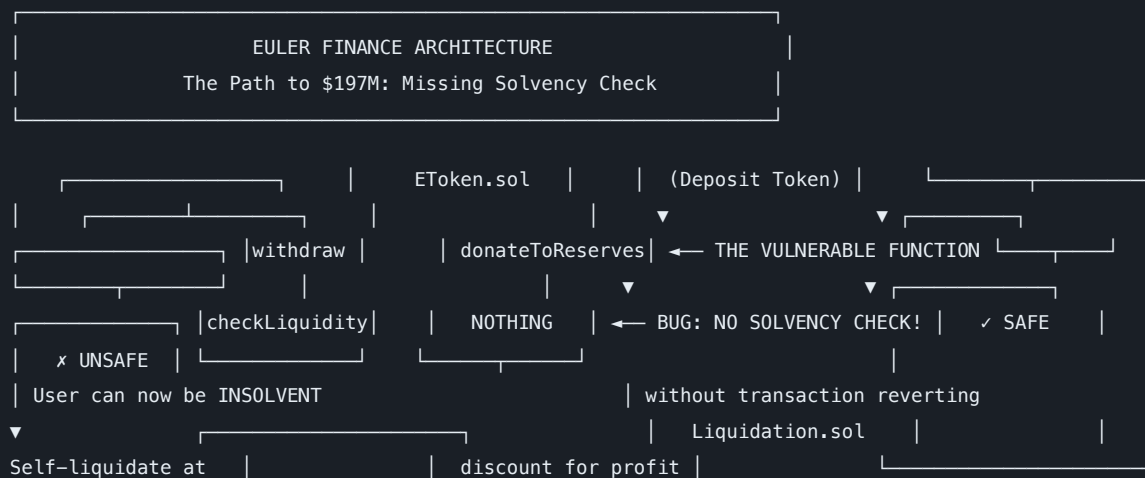 EULER FINANCE ARCHITECTURE
The Path to $197M: Missing Solvency Check
EToken.sol (Deposit Token)
▼ ▼
withdraw donateToReserves ◄── THE VULNERABLE FUNCTION
▼ ▼
checkLiquidity NOTHING ◄── BUG: NO SOLVENCY CHECK! ✓ SAFE
✗ UNSAFE
User can now be INSOLVENT without transaction reverting
▼ Liquidation.sol
Self-liquidate at discount for profit